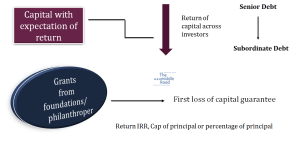 Capital with
expectation of
return
Return of
capital across
investors
Senior Debt
Subordinate Debt
Grants
from
foundations/
philanthroper
The
First loss of capital guarantee
Return IRR, Cap of principal or percentage of principal